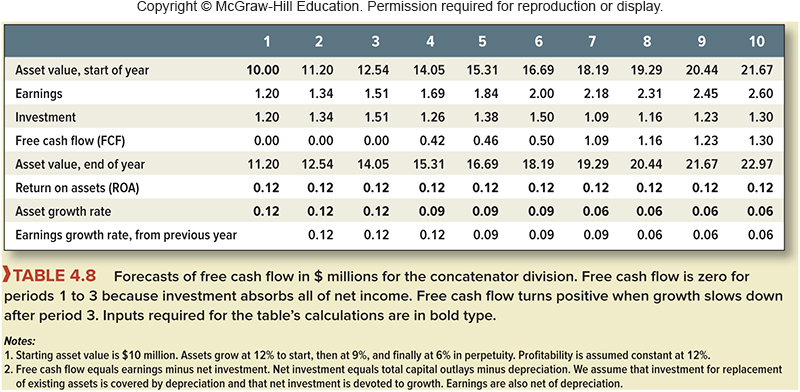 Copyright © McGraw-Hill Education. Permission required for reproduction or display.
1 2 3 4 5 6 7 8 9 10
Asset value, start of year 10.00 11.20 12.54 14.05 15.31 16.69 18.19 19.29 20.44 21.67
Earnings 1.20 1.34 1.51 1.69 1.84 2.00 2.18 2.31 2.45 2.60
Investment 1.20 1.34 1.51 1.26 1.38 1.50 1.09 1.16 1.23 1.30
Free cash flow (FCF) 0.00 0.00 0.00 0.42 0.46 0.50 1.09 1.16 1.23 1.30
Asset value, end of year 11.20 12.54 14.05 15.31 16.69 18.19 19.29 20.44 21.67 22.97
Return on assets (ROA) 0.12 0.12 0.12 0.12 0.12 0.12 0.12 0.12 0.12 0.12
Asset growth rate 0.12 0.12 0.12 0.09 0.09 0.09 0.06 0.06 0.06 0.06
Earnings growth rate, from previous year 0.12 0.12 0.12 0.09 0.09 0.09 0.06 0.06 0.06
TABLE 4.8 Forecasts of free cash flow in $ millions for the concatenator division. Free cash flow is zero for
periods 1 to 3 because investment absorbs all of net income. Free cash flow turns positive when growth slows down
after period 3. Inputs required for the table's calculations are in bold type.
Notes:
1. Starting asset value is $10 million. Assets grow at 12% to start, then at 9%, and finally at 6% in perpetuity. Profitability is assumed constant at 12%.
2. Free cash flow equals earnings minus net investment. Net investment equals total capital outlays minus depreciation. We assume that investment for replacement
of existing assets is covered by depreciation and that net investment is devoted to growth. Earnings are also net of depreciation.